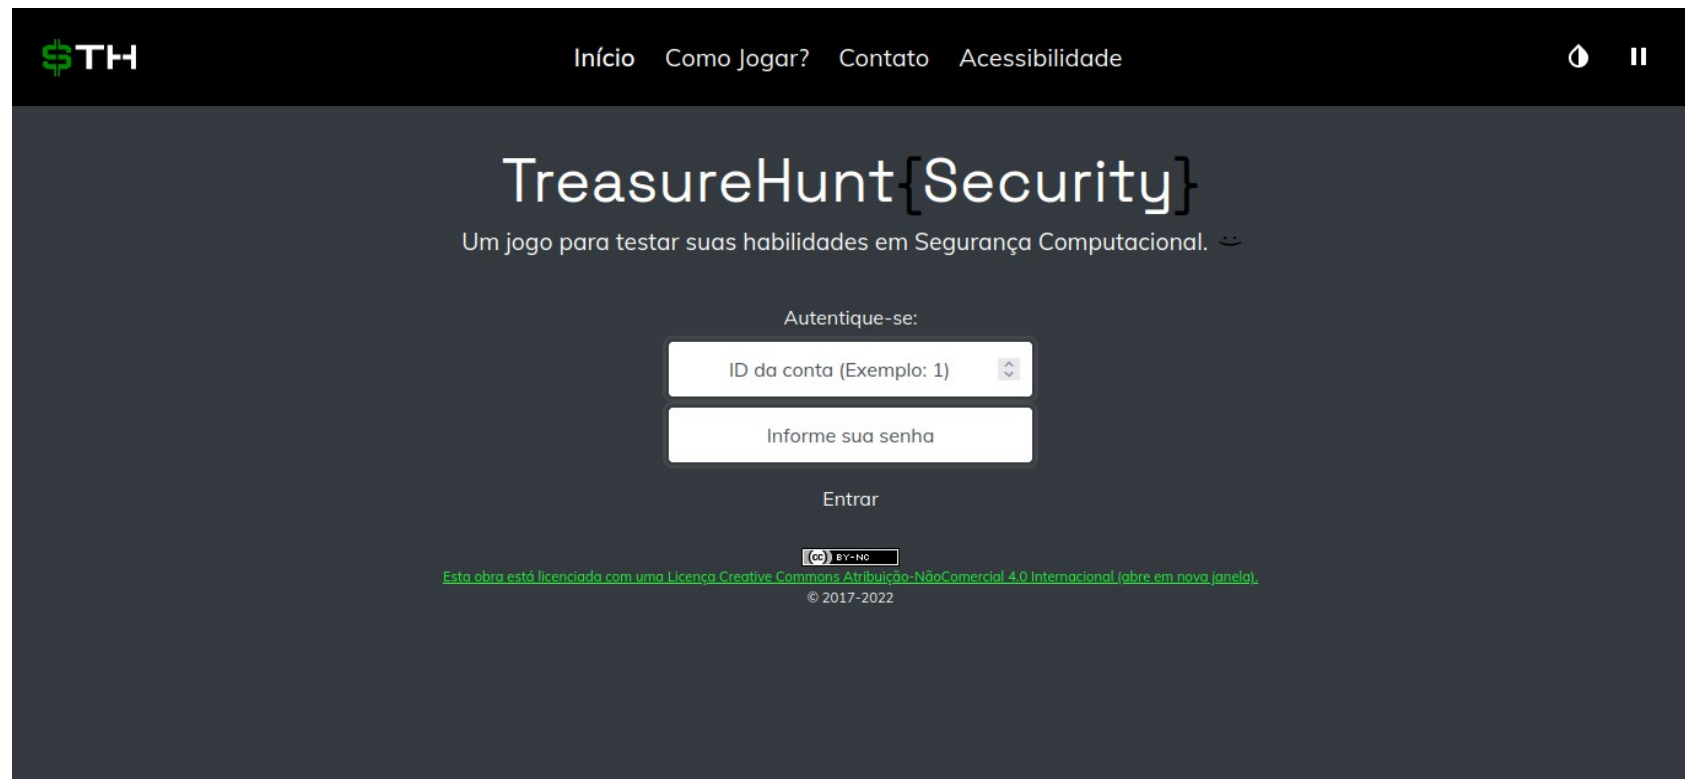 $TH
Início Como Jogar? Contato Acessibilidade
TreasureHunt{Security}
Um jogo para testar suas habilidades em Segurança Computacional. :)
Autentique-se:
ID da conta (Exemplo: 1)
Informe sua senha
Entrar
(cc) BY-NC
Esta obra está licenciada com uma Licença Creative Commons Atribuição-NãoComercial 4.0 Internacional (abre em nova janela).
© 2017-2022